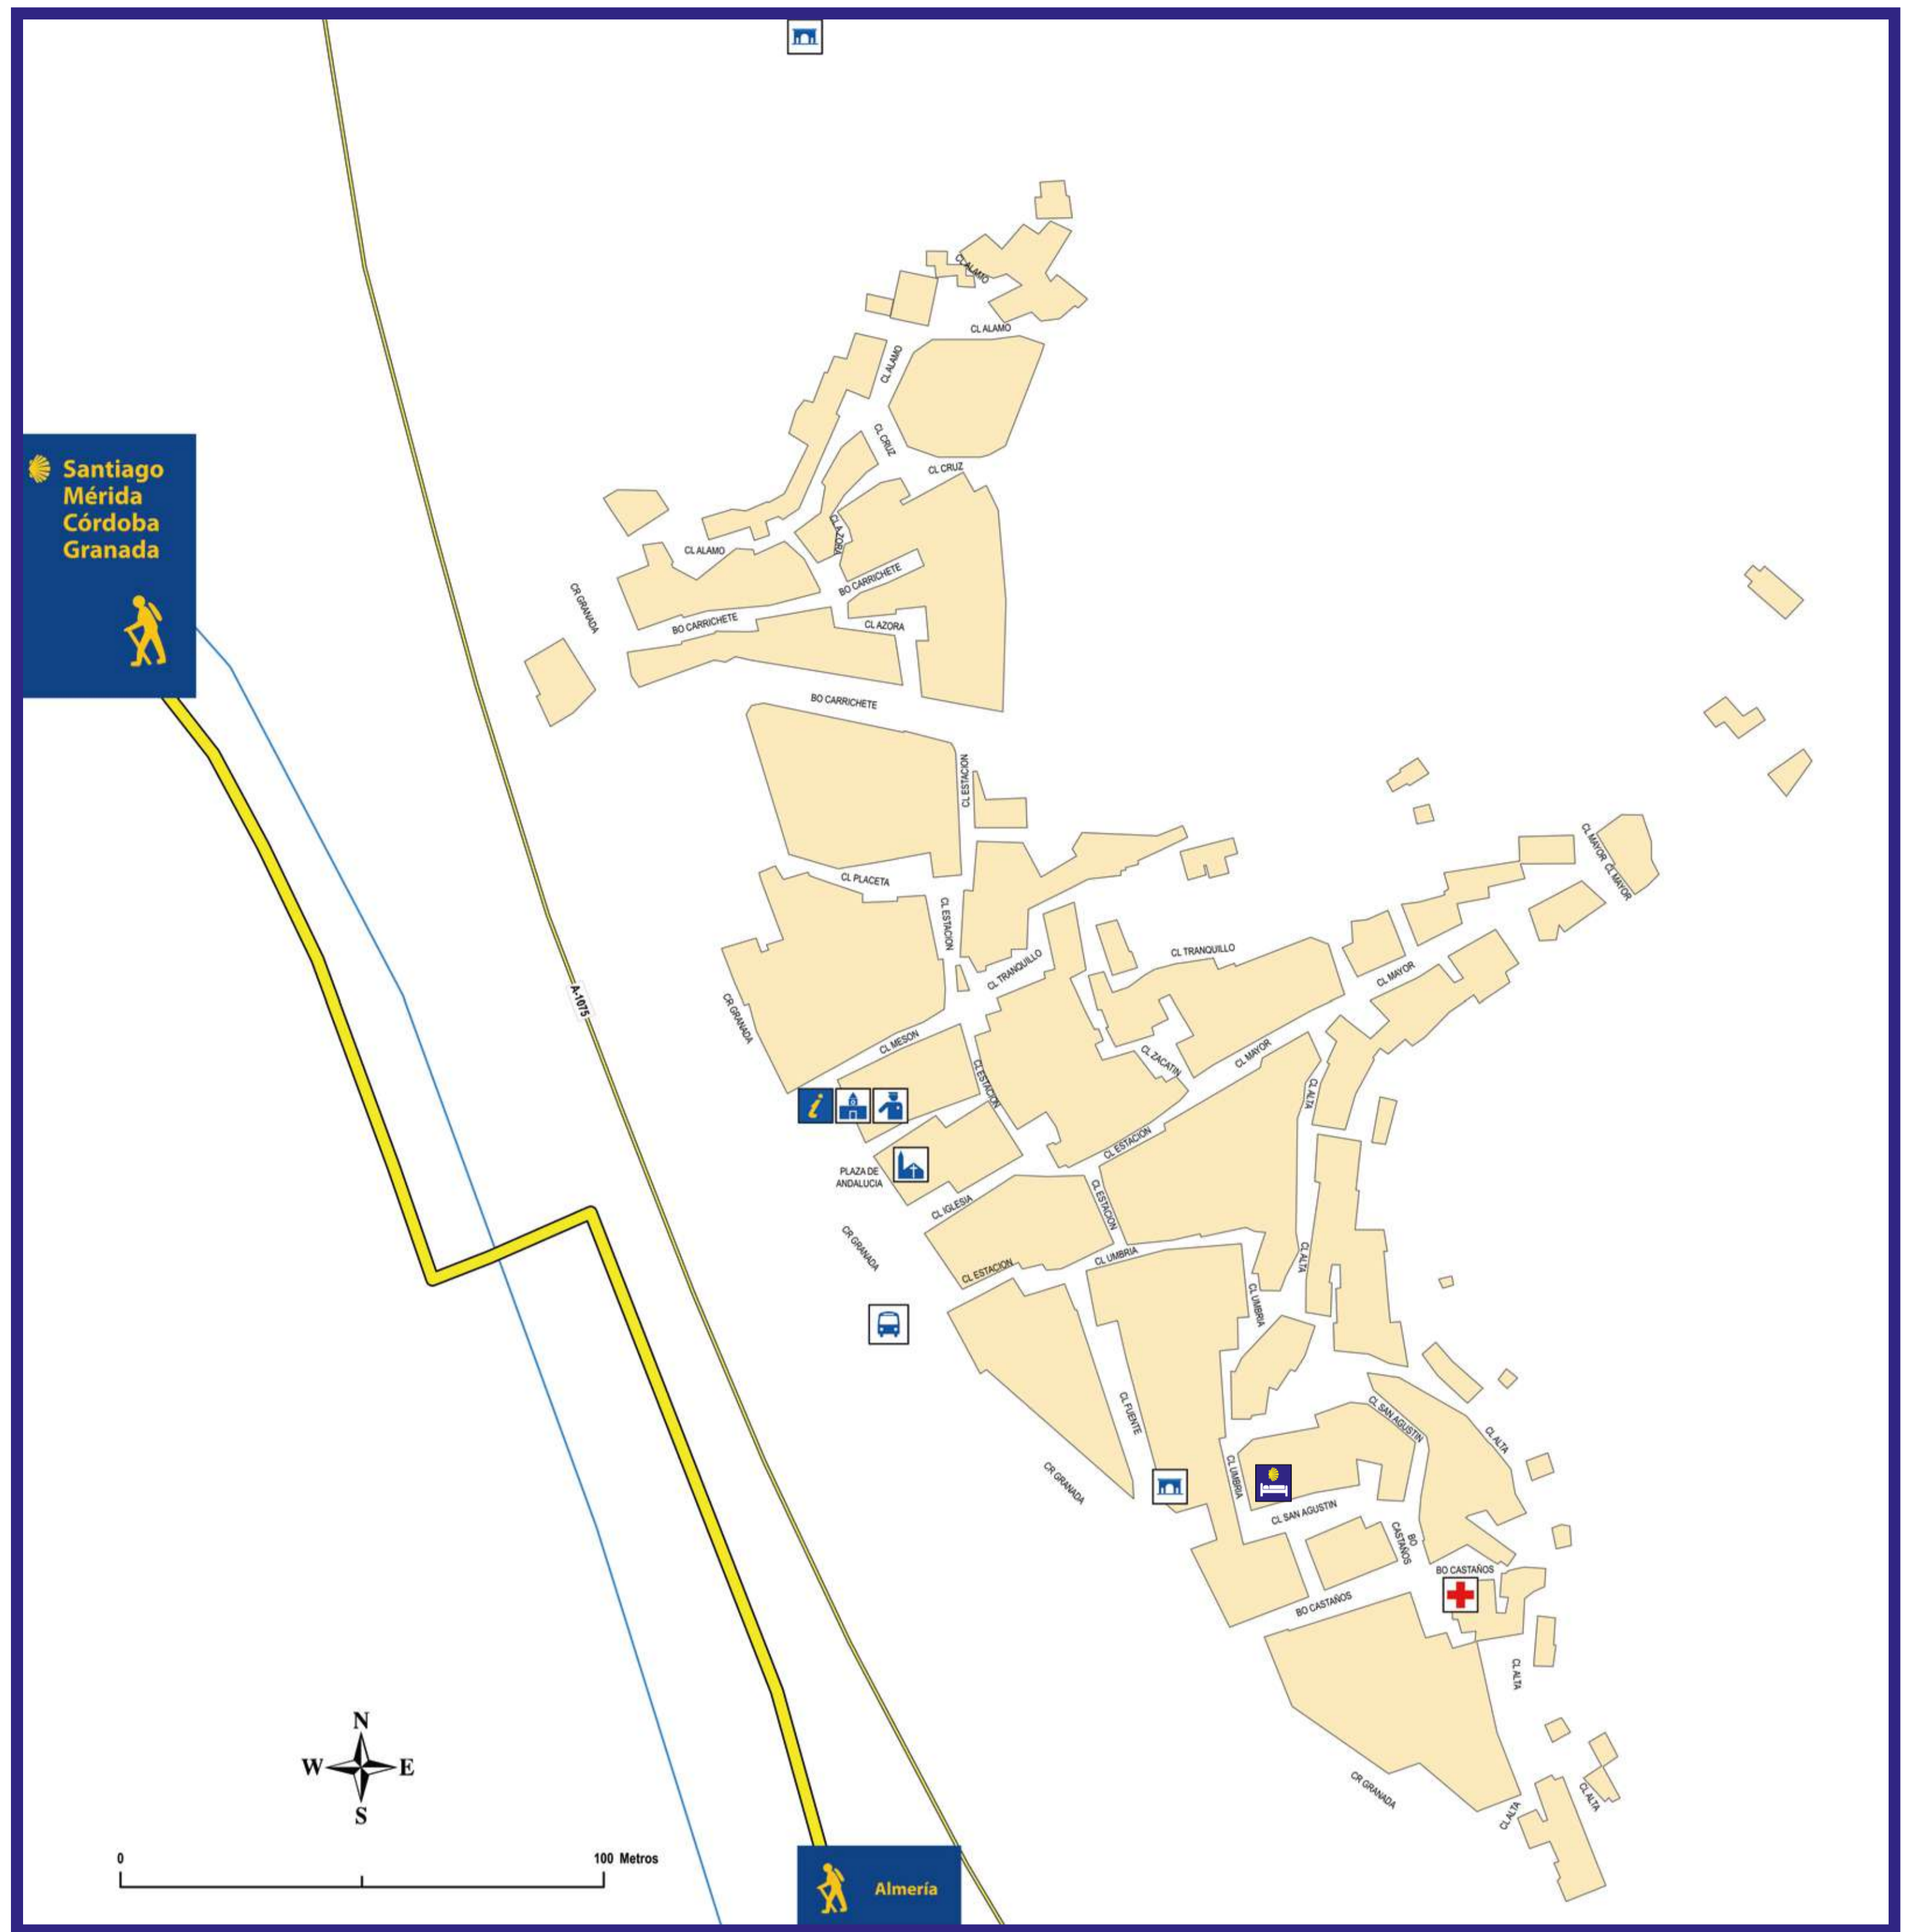 Santiago
Mérida
Córdoba
Granada
CL ALAMO
CL ALAMO
CL ALAMO
CL CRUZ
CL CRUZ
CL AZORA
CL ALAMO
BO CARRICHETE
CR GRANADA
BO CARRICHETE
CL AZORA
BO CARRICHETE
CL ESTACION
CL MAYOR
CL MAYOR
CL PLACETA
CL ESTACION
CL TRANQUILLO
CL TRANQUILLO
CL MAYOR
A-1075
CR GRANADA
CL MESON
CL ZACATIN
CL MAYOR
CL ESTACION
CL ALTA
i
CL ESTACION
PLAZA DE
ANDALUCIA
CL IGLESIA
CL ESTACION
CR GRANADA
CL UMBRIA
CL ALTA
CL ESTACION
CL UMBRIA
CL FUENTE
CL SAN AGUSTIN
CL ALTA
CR GRANADA
CL UMBRIA
CL SAN AGUSTIN
BO
CASTAÑOS
BO CASTAÑOS
BO CASTAÑOS
CL ALTA
N
W
E
S
CR GRANADA
CL ALTA
CL ALTA
0
100 Metros
Almería